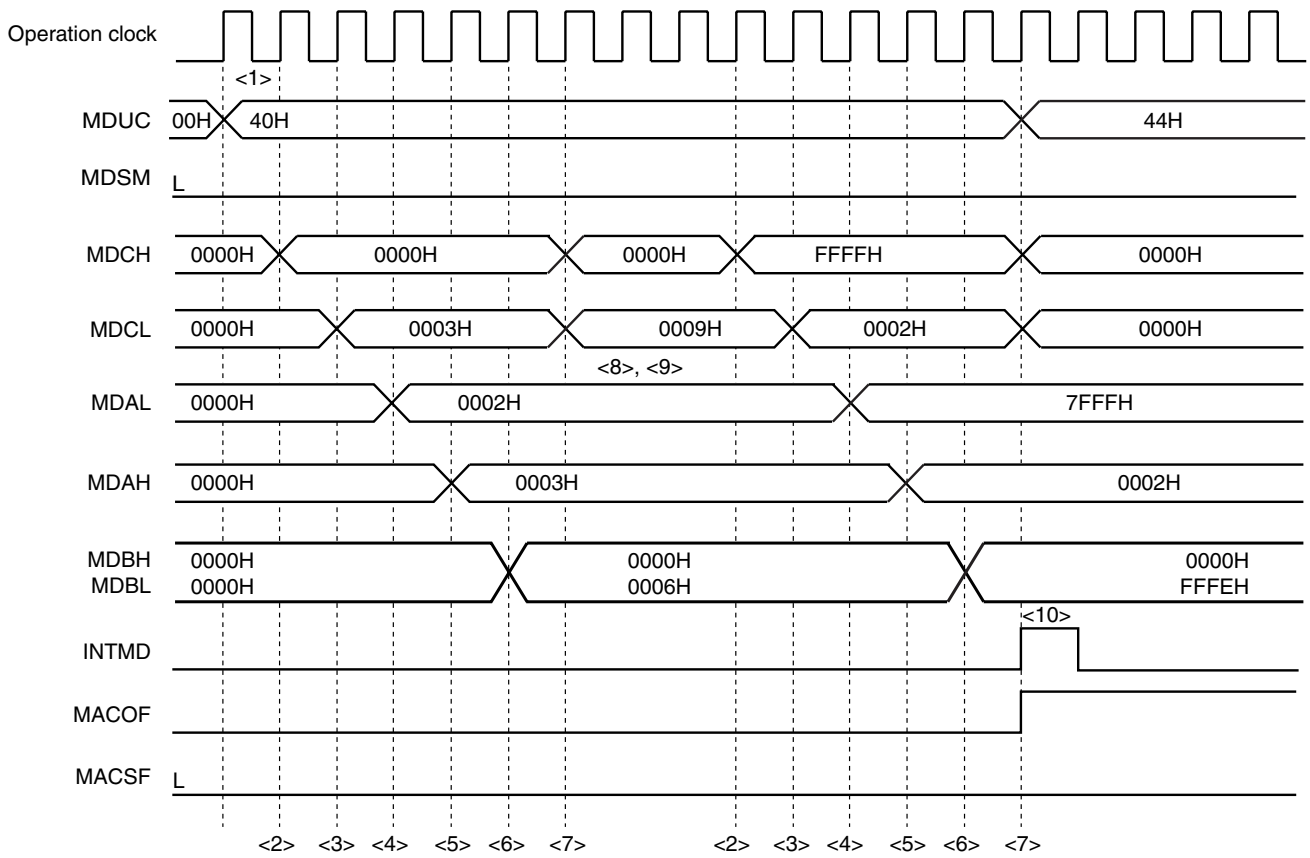 Operation clock
<1>
MDUC 00H 40H 44H
MDSM L
MDCH 0000H 0000H 0000H FFFFH 0000H
MDCL 0000H 0003H 0009H 0002H 0000H
<8>, <9>
MDAL 0000H 0002H 7FFFH
MDAH 0000H 0003H 0002H
MDBH 0000H 0000H 0000H
MDBL 0000H 0006H FFFEH
<10>
INTMD
MACOF
MACSF L
<2> <3> <4> <5> <6> <7> <2> <3> <4> <5> <6> <7>